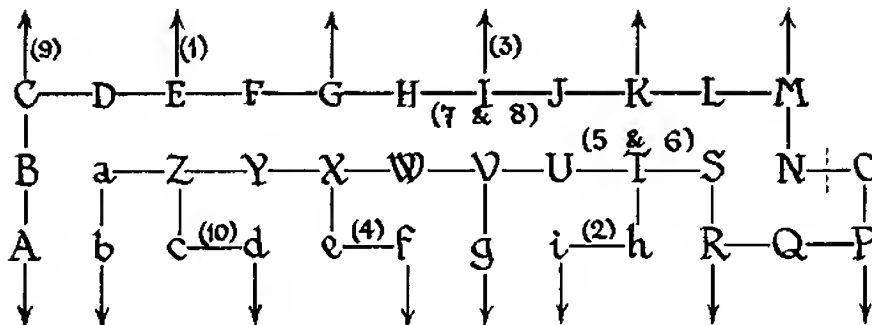 (9) (1) (3)
C D E F G H I J K L M
(7 & 8) (5 & 6)
B a Z Y X W V U T S N O
(10) (4) (2)
A b c d e f g i h R Q P